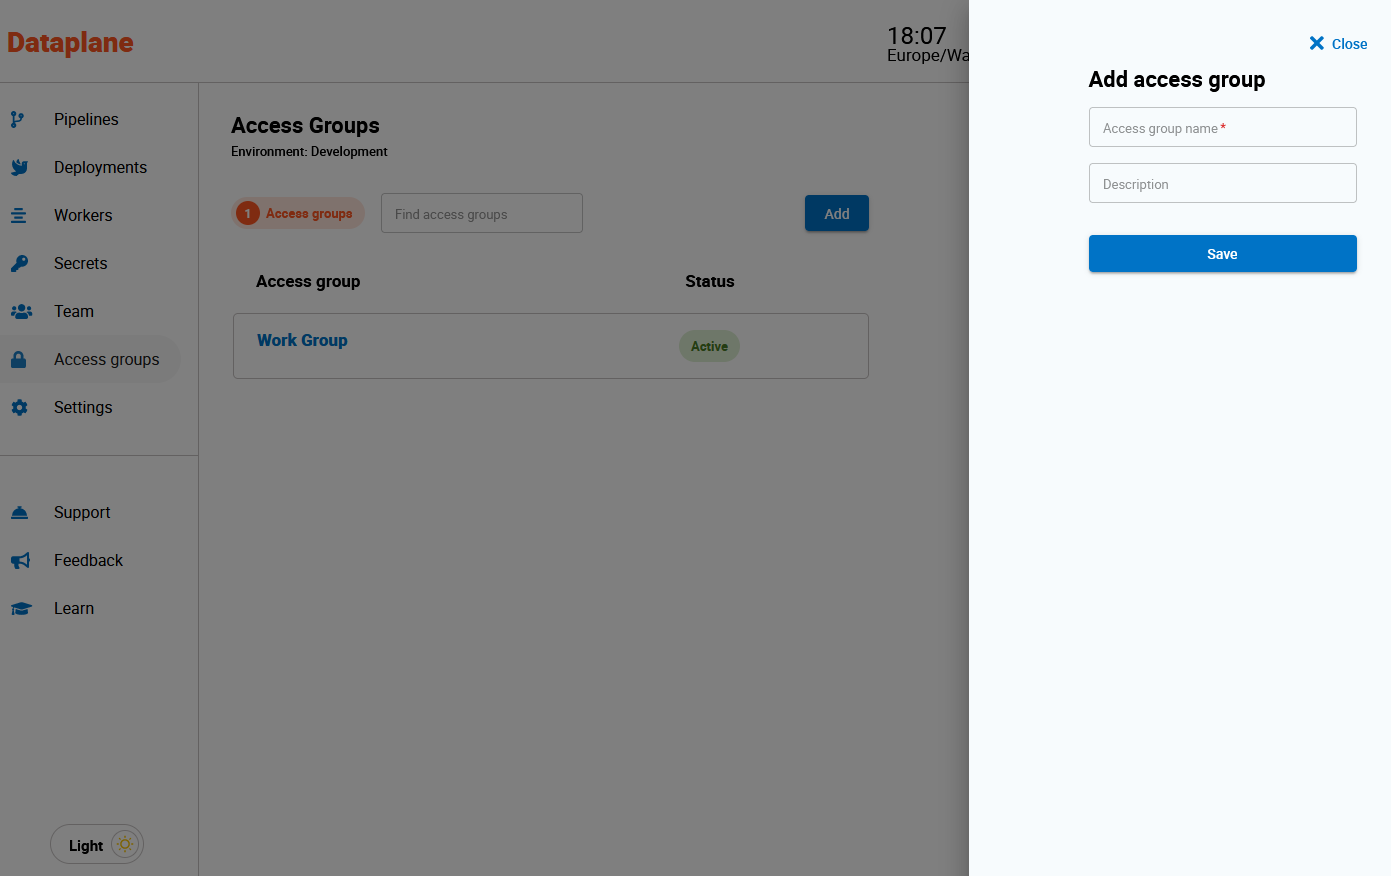 Dataplane
18:07
Europe/Wa
Pipelines
Deployments
Workers
Secrets
Team
Access groups
Settings
Support
Feedback
Learn
Light
Access Groups
Environment: Development
1 Access groups
Find access groups
Add
Access group
Status
Work Group
Active
Close
Add access group
Access group name *
Description
Save